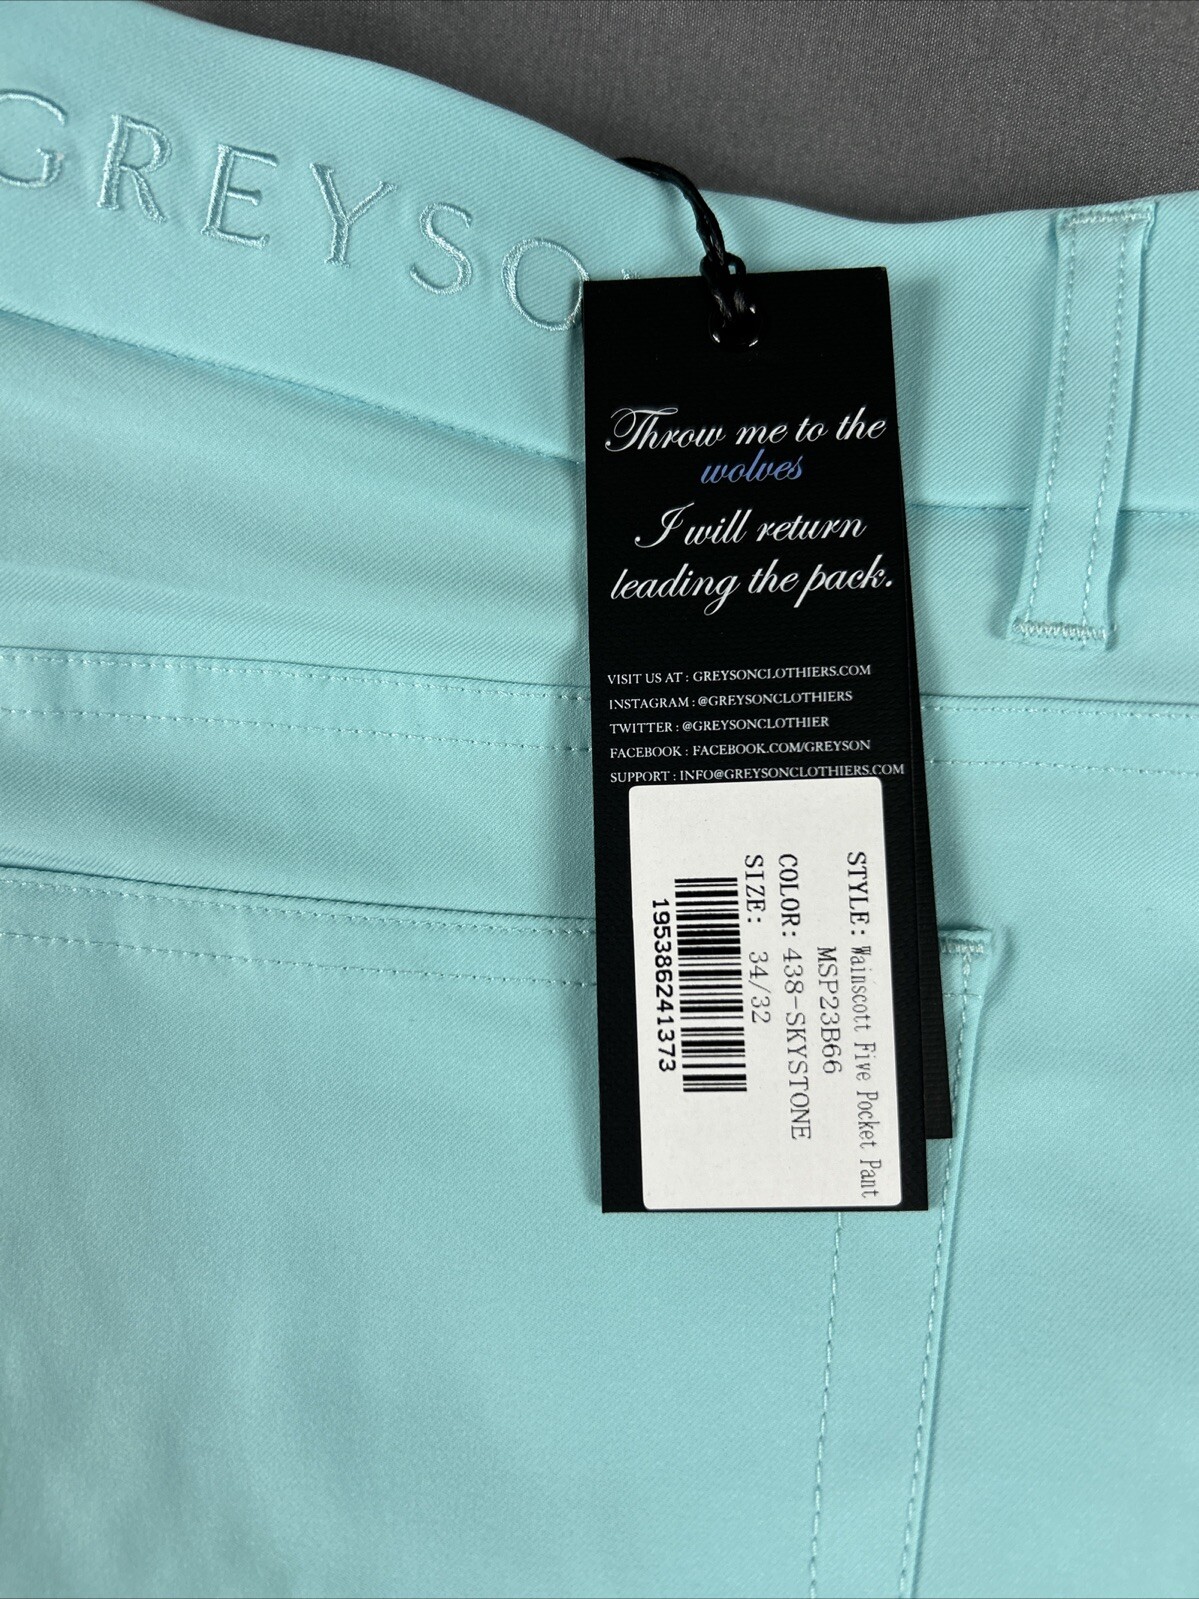 GREYSO
Throw me to the
wolves
I will return
leading the pack.
VISIT US AT : GREYSONCLOTHIERS.COM
INSTAGRAM : @GREYSONCLOTHIERS
TWITTER : @GREYSONCLOTHIER
FACEBOOK : FACEBOOK.COM/GREYSON
SUPPORT : INFO@GREYSONCLOTHIERS.COM
STYLE: Wainscott Five Pocket Pant
MSP23B66
COLOR: 438-SKYSTONE
SIZE: 34/32
195386241373